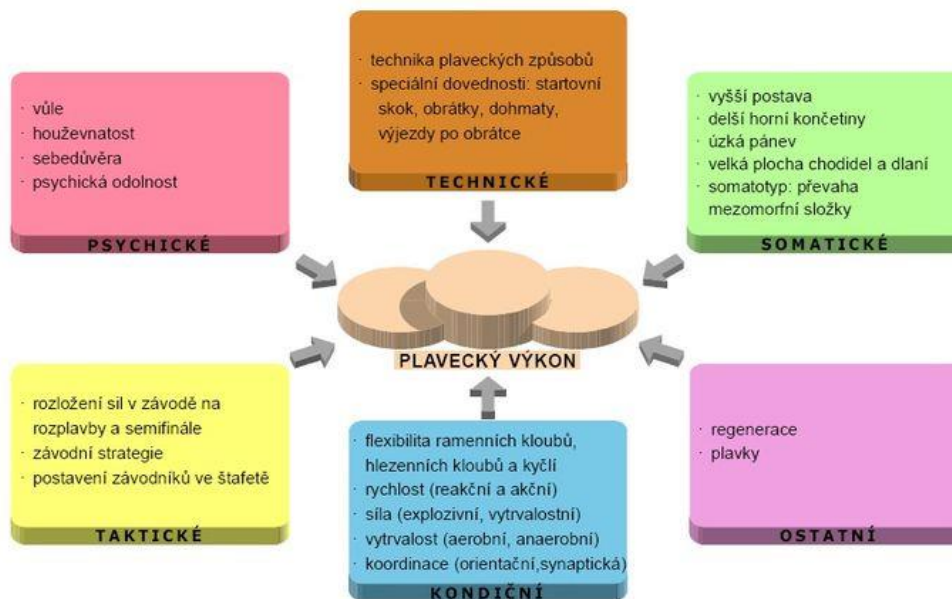 · technika plaveckých způsobů
· speciální dovednosti: startovní
skok, obrátky, dohmaty,
výjezdy po obrátce
TECHNICKÉ
· vůle
· houževnatost
· sebedůvěra
· psychická odolnost
PSYCHICKÉ
· vyšší postava
· delší horní končetiny
· úzká pánev
· velká plocha chodidel a dlaní
· somatotyp: převaha
mezomorfní složky
SOMATICKÉ
PLAVECKÝ VÝKON
· rozložení sil v závodě na
rozplavby a semifinále
· závodní strategie
· postavení závodníků ve štafetě
TAKTICKÉ
· flexibilita ramenních kloubů,
hlezenních kloubů a kyčlí
· rychlost (reakční a akční)
· síla (explozivní, vytrvalostní)
· vytrvalost (aerobní, anaerobní)
· koordinace (orientační,synaptická)
KONDIČNÍ
· regenerace
· plavky
OSTATNÍ